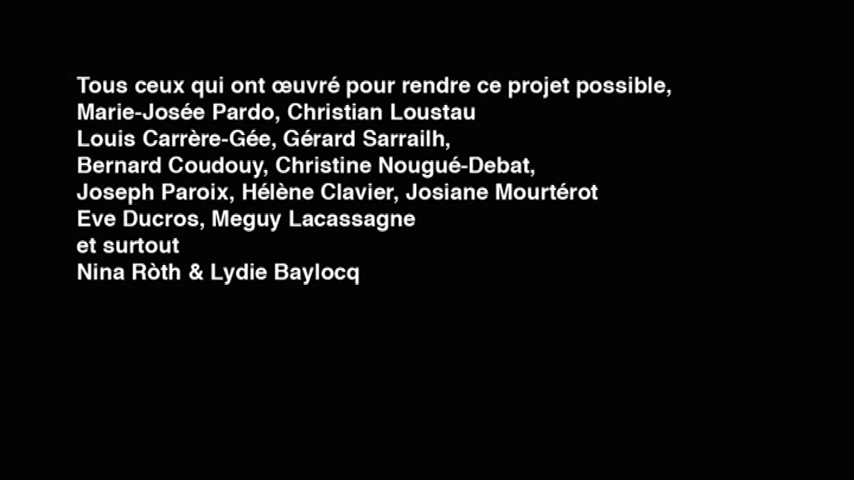 Tous ceux qui ont œuvré pour rendre ce projet possible,
Marie-Josée Pardo, Christian Loustau
Louis Carrère-Gée, Gérard Sarrailh,
Bernard Coudouy, Christine Nougué-Debat,
Joseph Paroix, Hélène Clavier, Josiane Mourtérot
Eve Ducros, Meguy Lacassagne
et surtout
Nina Ròth & Lydie Baylocq